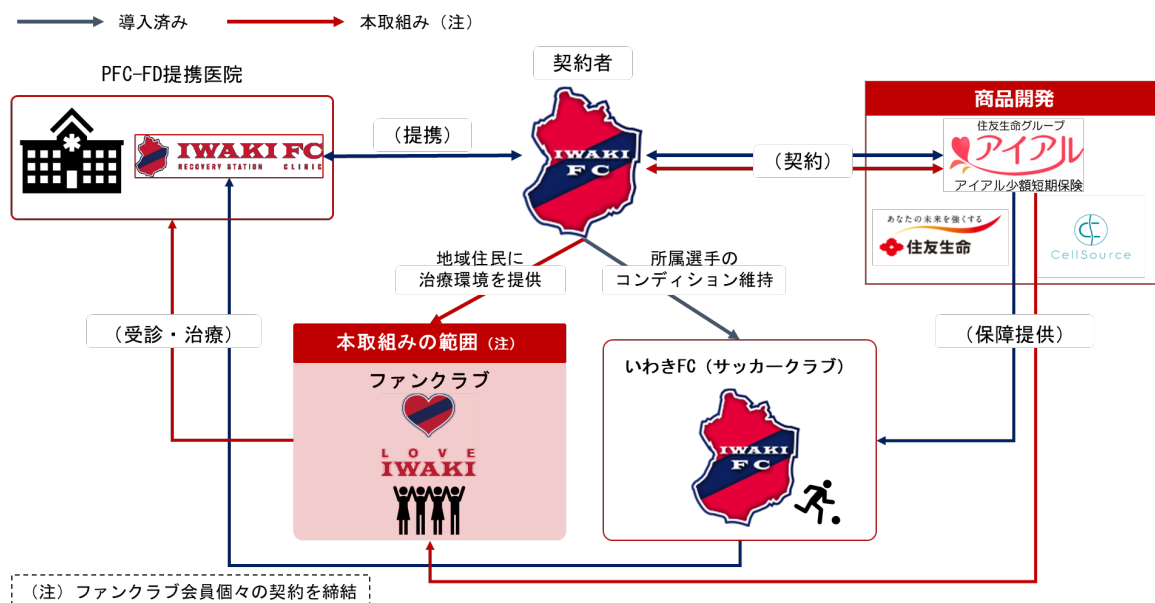 導入済み
本取組み（注）
PFC-FD提携医院
契約者
商品開発
IWAKI FC
RECOVERY STATION CLINIC
（提携）
IWAKI
FC
（契約）
住友生命グループ
アイアル
アイアル少額短期保険
あなたの未来を強くする
住友生命
CellSource
地域住民に
治療環境を提供
所属選手の
コンディション維持
（受診・治療）
（保障提供）
本取組みの範囲（注）
ファンクラブ
LOVE
IWAKI
いわきFC（サッカークラブ）
IWAKI
FC
（注）ファンクラブ会員個々の契約を締結